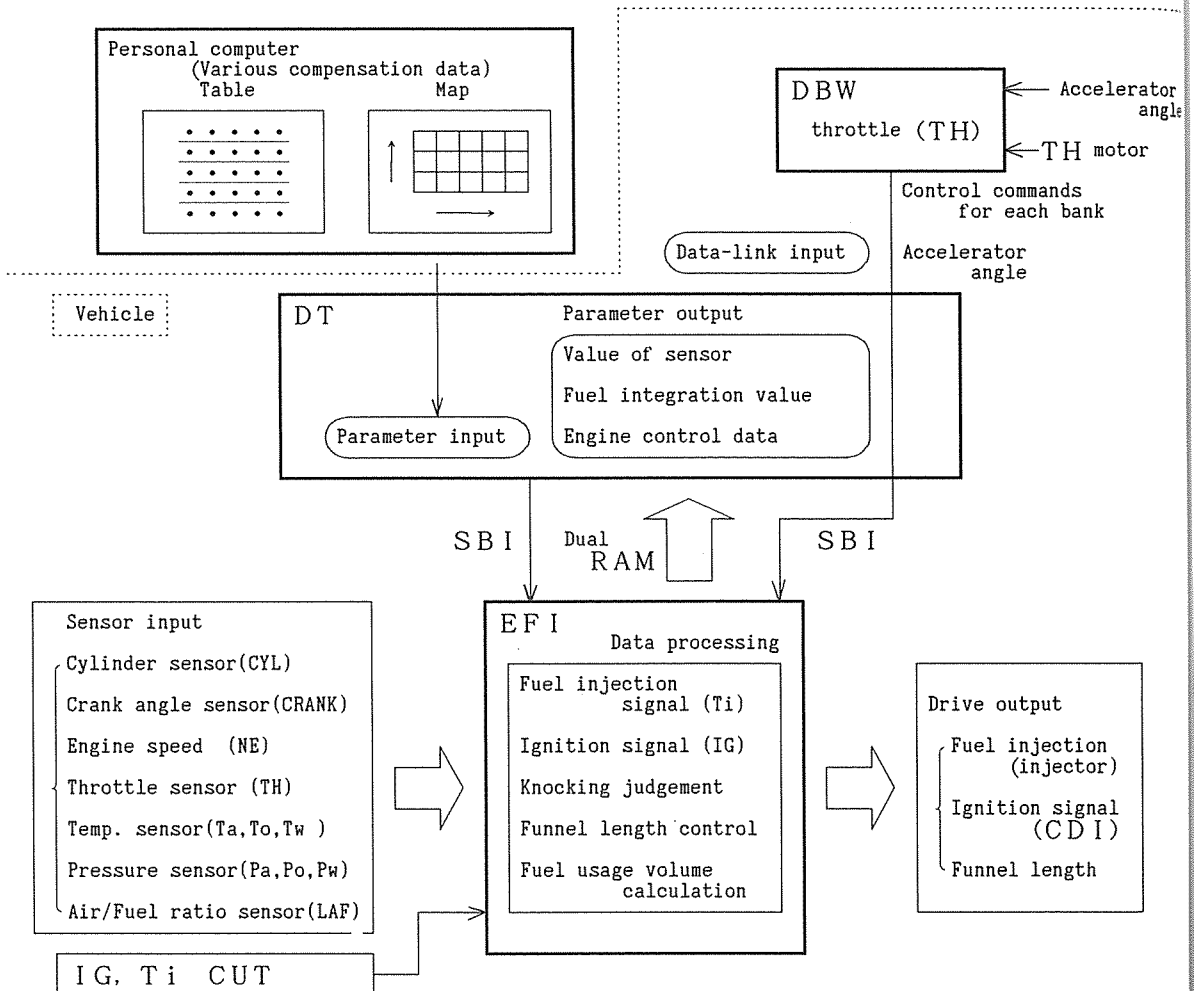 Personal computer
(Various compensation data)
Table
Map
DBW
throttle (TH)
Accelerator
angle
TH motor
Control commands
for each bank
Data-link input
Accelerator
angle
Vehicle
DT
Parameter output
Value of sensor
Fuel integration value
Engine control data
Parameter input
SBI
Dual
RAM
SBI
Sensor input
Cylinder sensor(CYL)
Crank angle sensor(CRANK)
Engine speed (NE)
Throttle sensor (TH)
Temp. sensor(Ta,To,Tw )
Pressure sensor(Pa,Po,Pw)
Air/Fuel ratio sensor(LAF)
IG, Ti CUT
EFI
Data processing
Fuel injection
signal (Ti)
Ignition signal (IG)
Knocking judgement
Funnel length control
Fuel usage volume
calculation
Drive output
Fuel injection
(injector)
Ignition signal
(CDI)
Funnel length